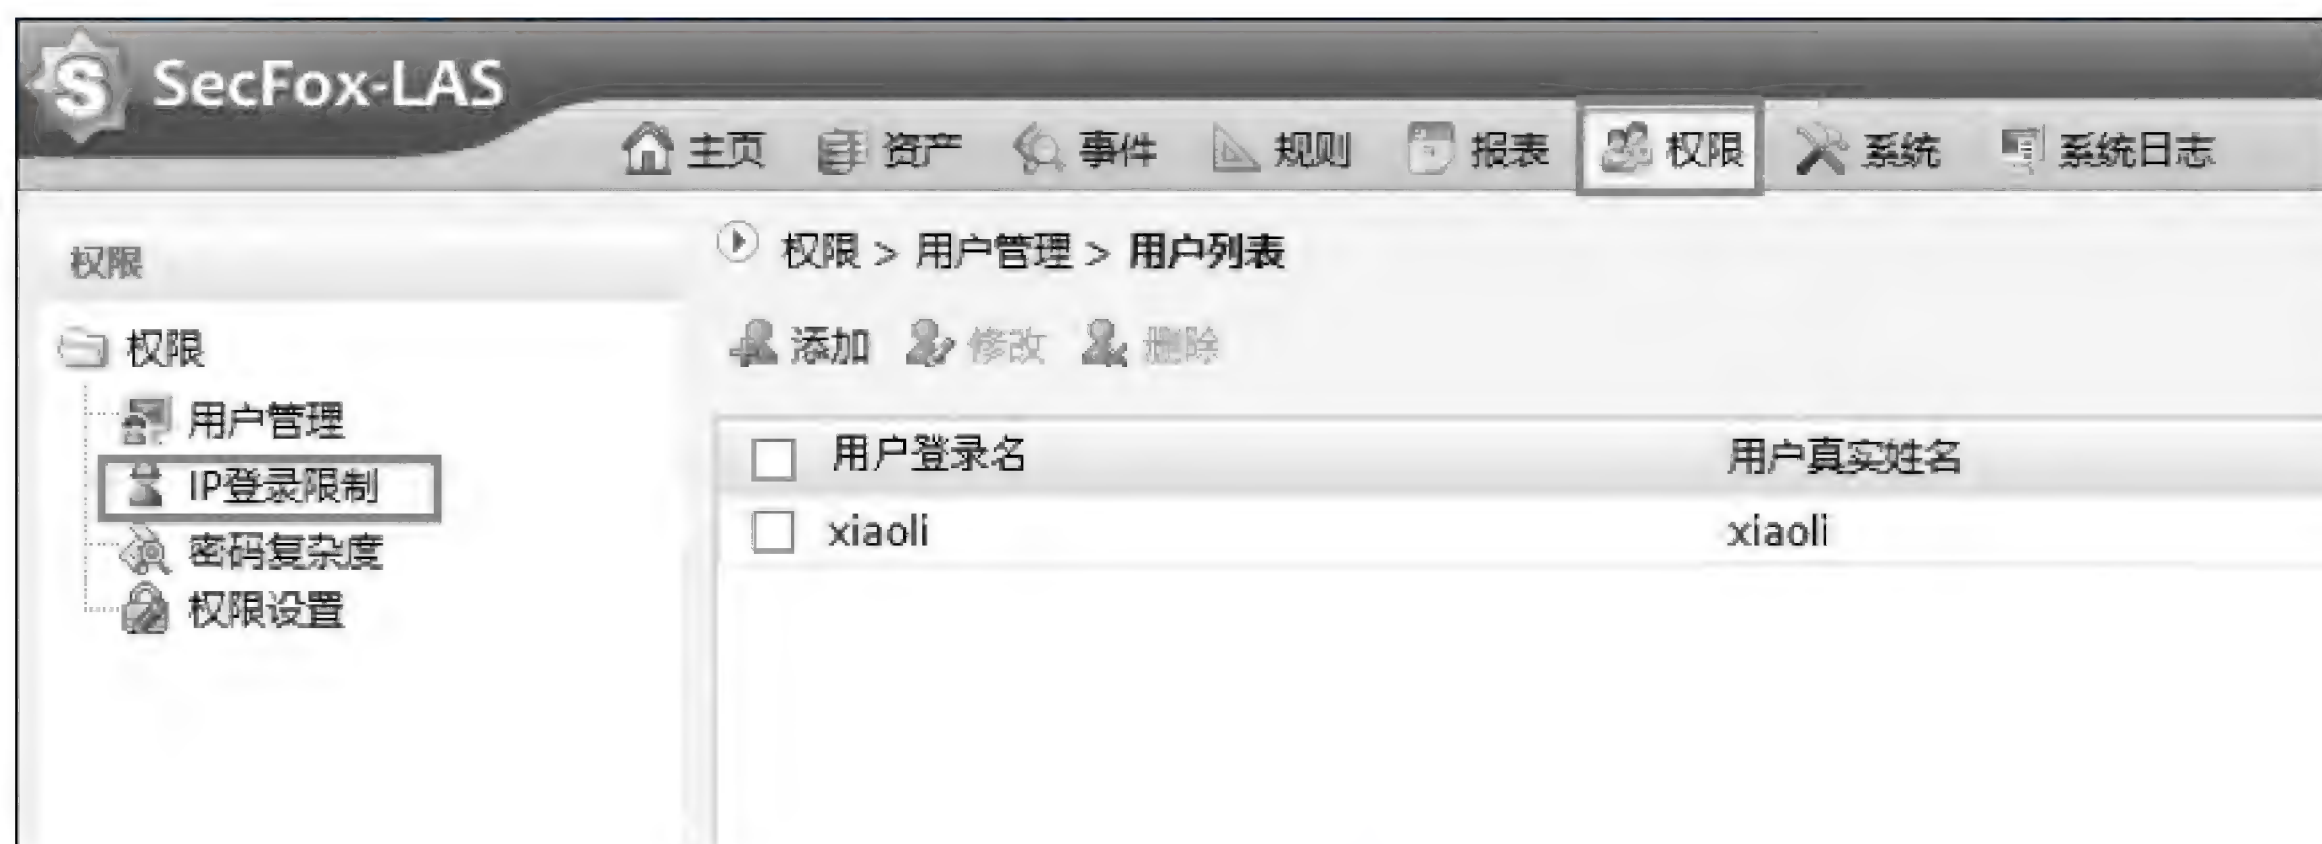 SecFox-LAS
主页 资产 事件 规则 报表 权限 系统 系统日志
权限
权限
用户管理
IP登录限制
密码复杂度
权限设置
权限 > 用户管理 > 用户列表
添加 修改 删除
用户登录名 用户真实姓名
xiaoli xiaoli